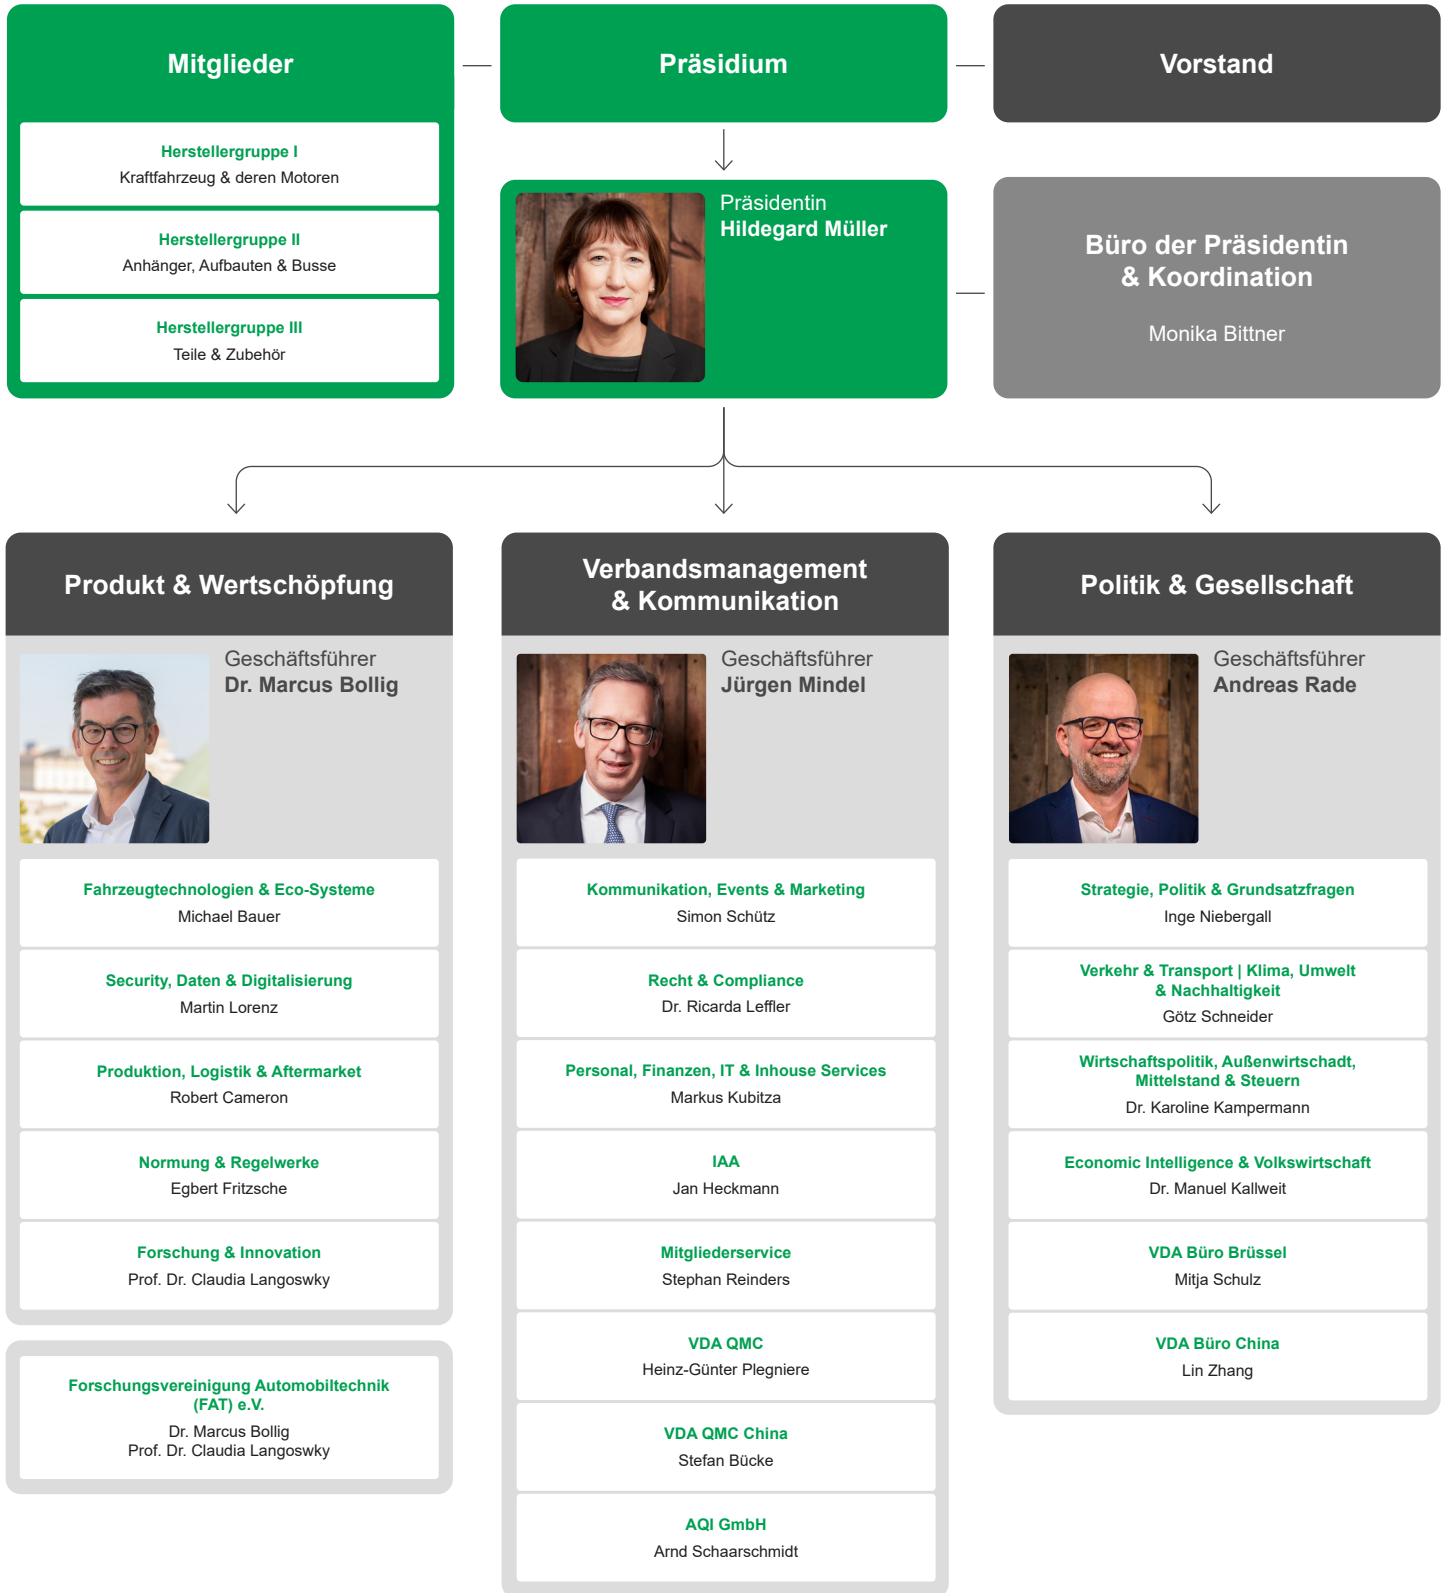 Mitglieder
Herstellergruppe I
Kraftfahrzeug & deren Motoren
Herstellergruppe II
Anhänger, Aufbauten & Busse
Herstellergruppe III
Teile & Zubehör
Präsidium
Vorstand
Präsidentin
Hildegard Müller
Büro der Präsidentin
& Koordination
Monika Bittner
Produkt & Wertschöpfung
Geschäftsführer
Dr. Marcus Bollig
Fahrzeugtechnologien & Eco-Systeme
Michael Bauer
Security, Daten & Digitalisierung
Martin Lorenz
Produktion, Logistik & Aftermarket
Robert Cameron
Normung & Regelwerke
Egbert Fritzsche
Forschung & Innovation
Prof. Dr. Claudia Langoswky
Forschungsvereinigung Automobiltechnik
(FAT) e.V.
Dr. Marcus Bollig
Prof. Dr. Claudia Langoswky
Verbandsmanagement
& Kommunikation
Geschäftsführer
Jürgen Mindel
Kommunikation, Events & Marketing
Simon Schütz
Recht & Compliance
Dr. Ricarda Leffler
Personal, Finanzen, IT & Inhouse Services
Markus Kubitza
IAA
Jan Heckmann
Mitgliederservice
Stephan Reinders
VDA QMC
Heinz-Günter Plegniere
VDA QMC China
Stefan Bücke
AQI GmbH
Arnd Schaarschmidt
Politik & Gesellschaft
Geschäftsführer
Andreas Rade
Strategie, Politik & Grundsatzfragen
Inge Niebergall
Verkehr & Transport | Klima, Umwelt
& Nachhaltigkeit
Götz Schneider
Wirtschaftspolitik, Außenwirtschadt,
Mittelstand & Steuern
Dr. Karoline Kampermann
Economic Intelligence & Volkswirtschaft
Dr. Manuel Kallweit
VDA Büro Brüssel
Mitja Schulz
VDA Büro China
Lin Zhang